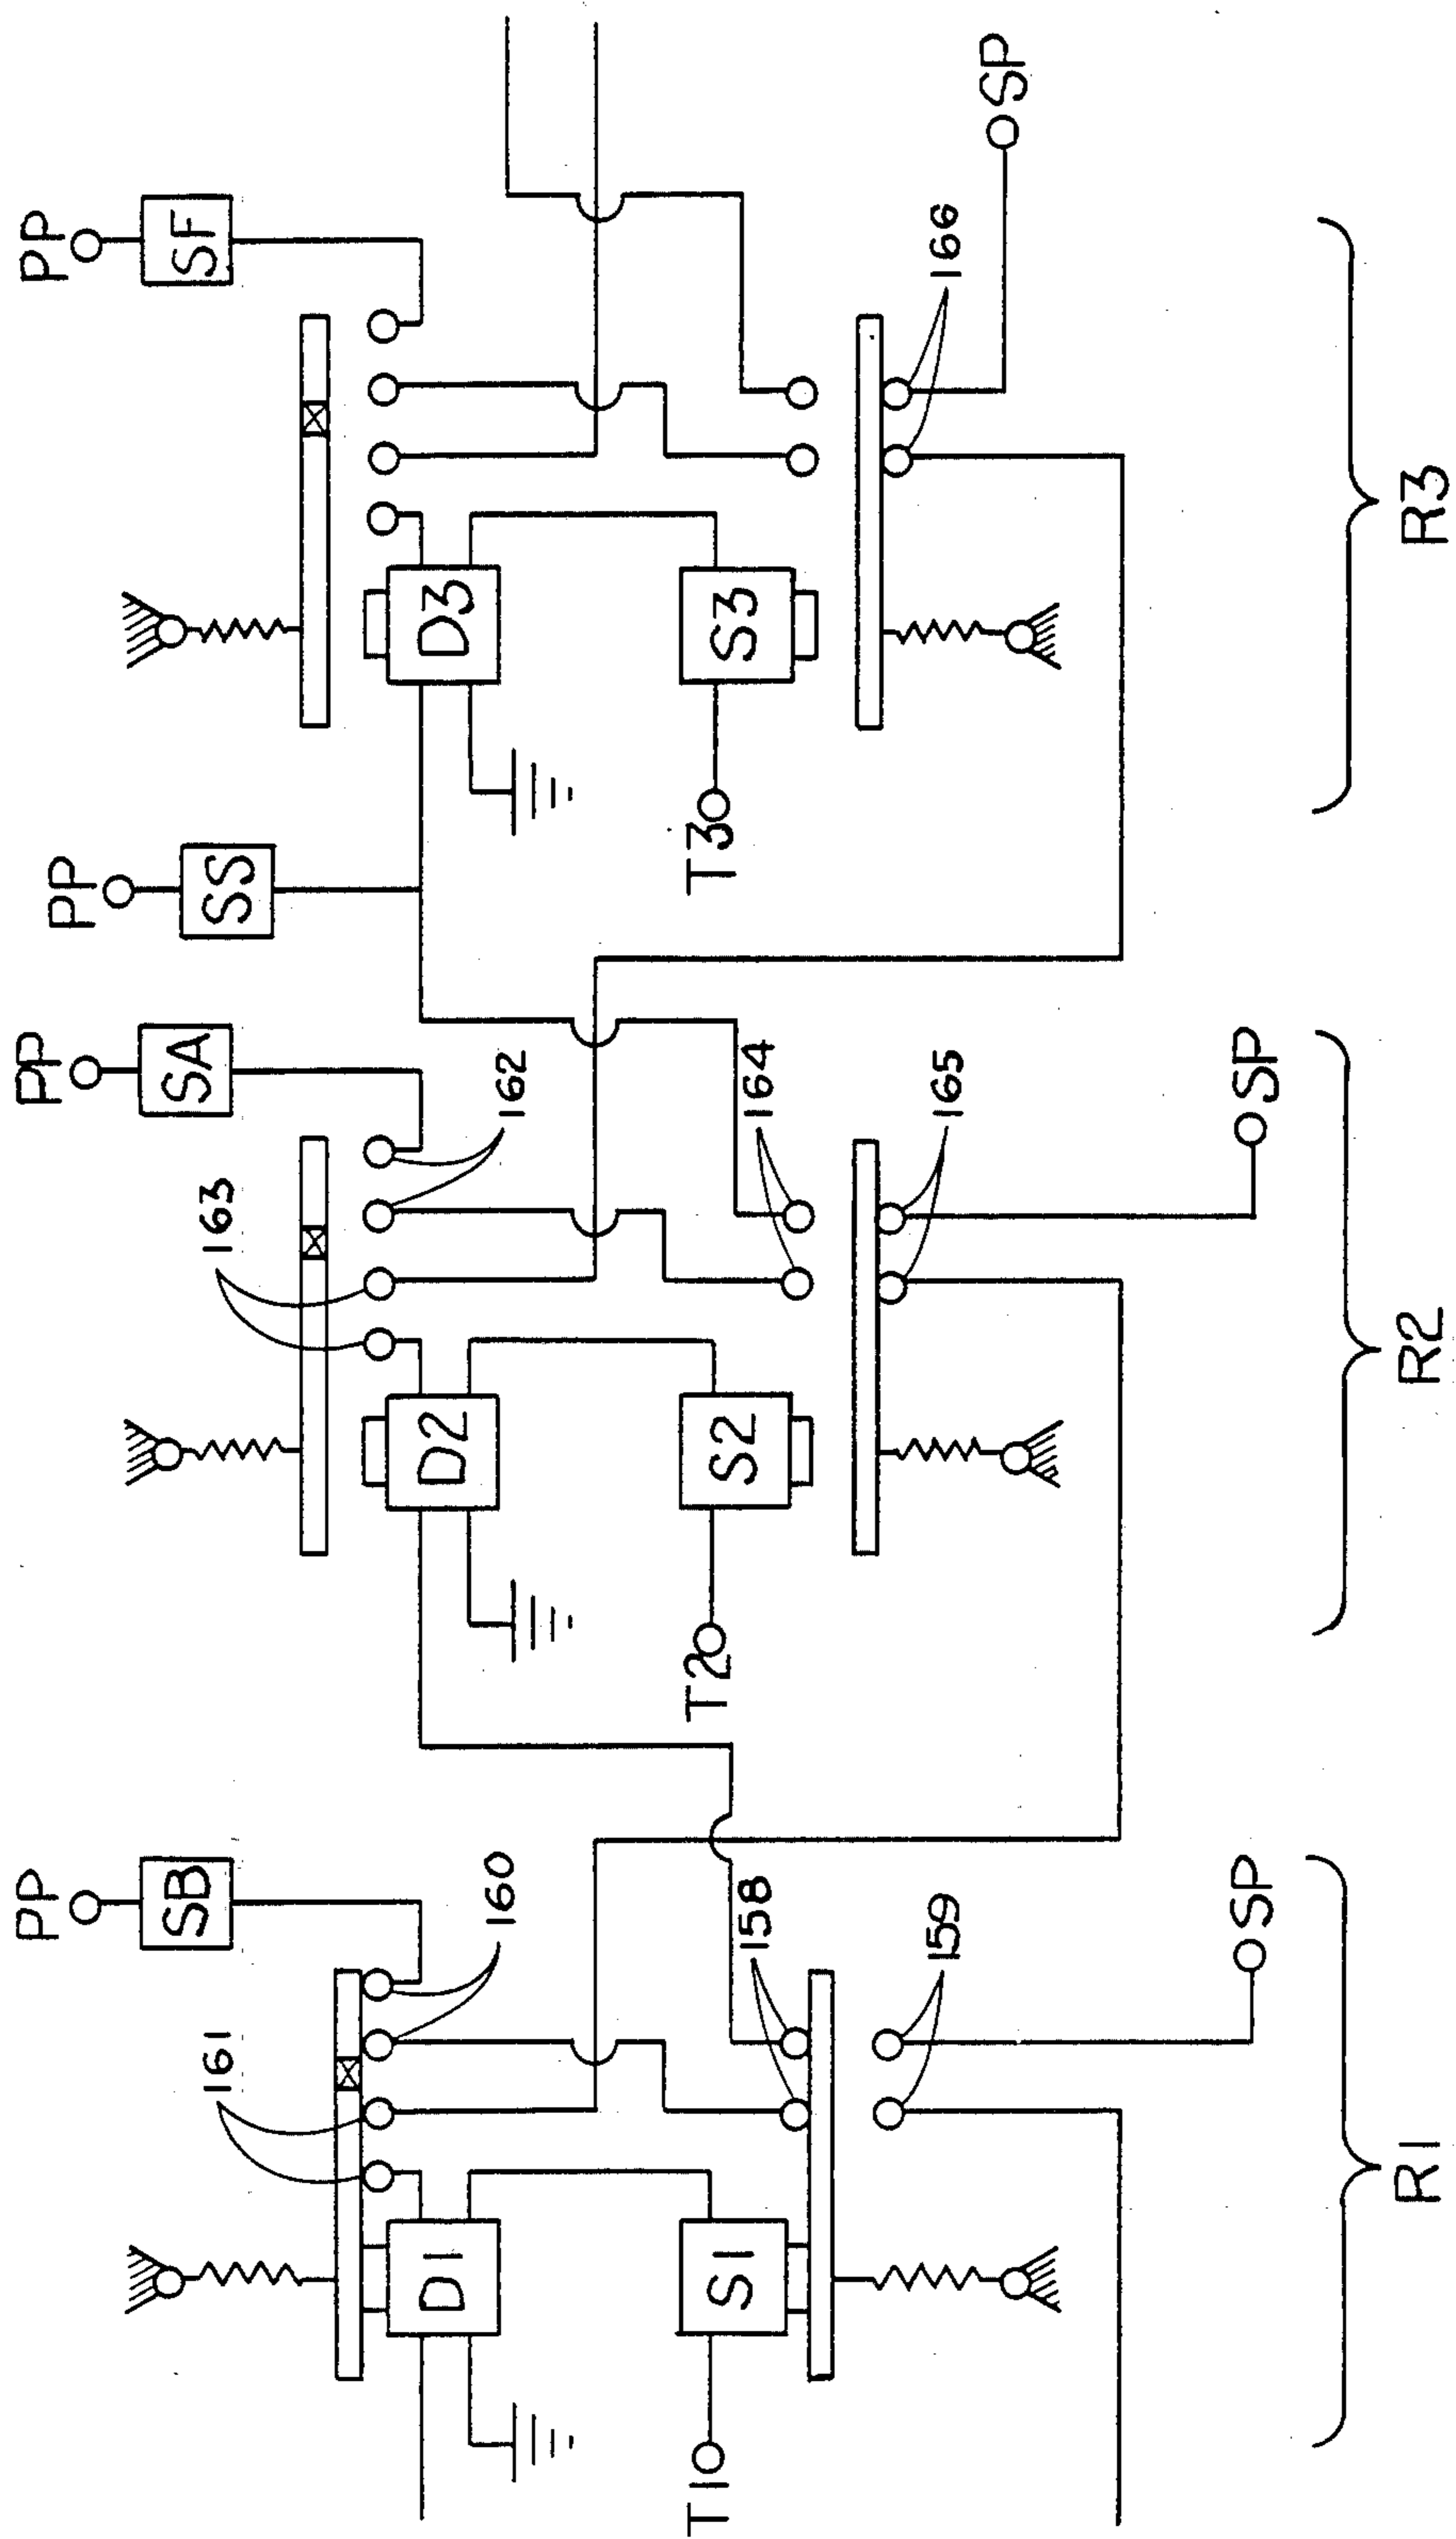 PP
SB
161
160
D1
S1
T1
158
159
SP
R1
PP
SA
163
162
D2
S2
T2
164
165
SP
R2
PP
SS
PP
SF
D3
S3
T3
166
SP
R3